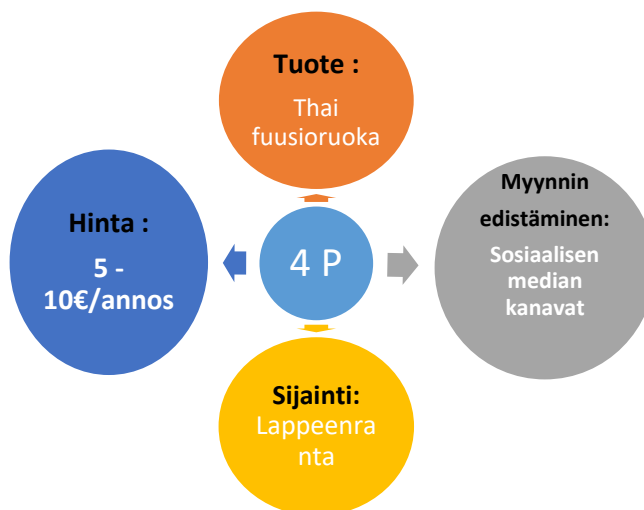 Tuote :
Thai
fuusioruoka
Myynnin
edistäminen:
Sosiaalisen
median
kanavat
Hinta :
5 -
10€/annos
4 P
Sijainti:
Lappeenra
nta